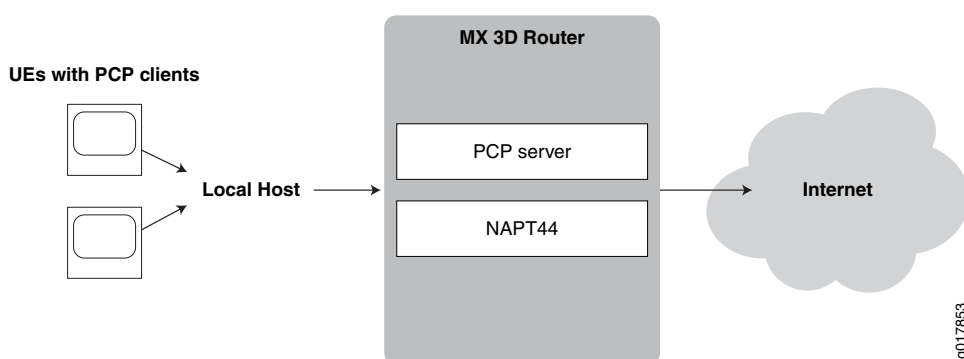 MX 3D Router
UEs with PCP clients
PCP server
Local Host
Internet
NAPT44
g017853